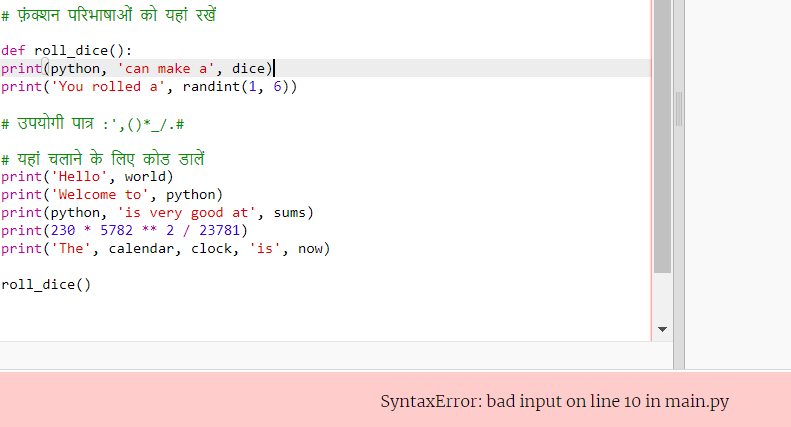 # फ़ंक्शन परिभाषाओं को यहां रखें
def roll_dice():
print(python, 'can make a', dice)
print('You rolled a', randint(1, 6))
# उपयोगी पात्र :',()*_/.#
# यहां चलाने के लिए कोड डालें
print('Hello', world)
print('Welcome to', python)
print(python, 'is very good at', sums)
print(230 * 5782 ** 2 / 23781)
print('The', calendar, clock, 'is', now)
roll_dice()
SyntaxError: bad input on line 10 in main.py